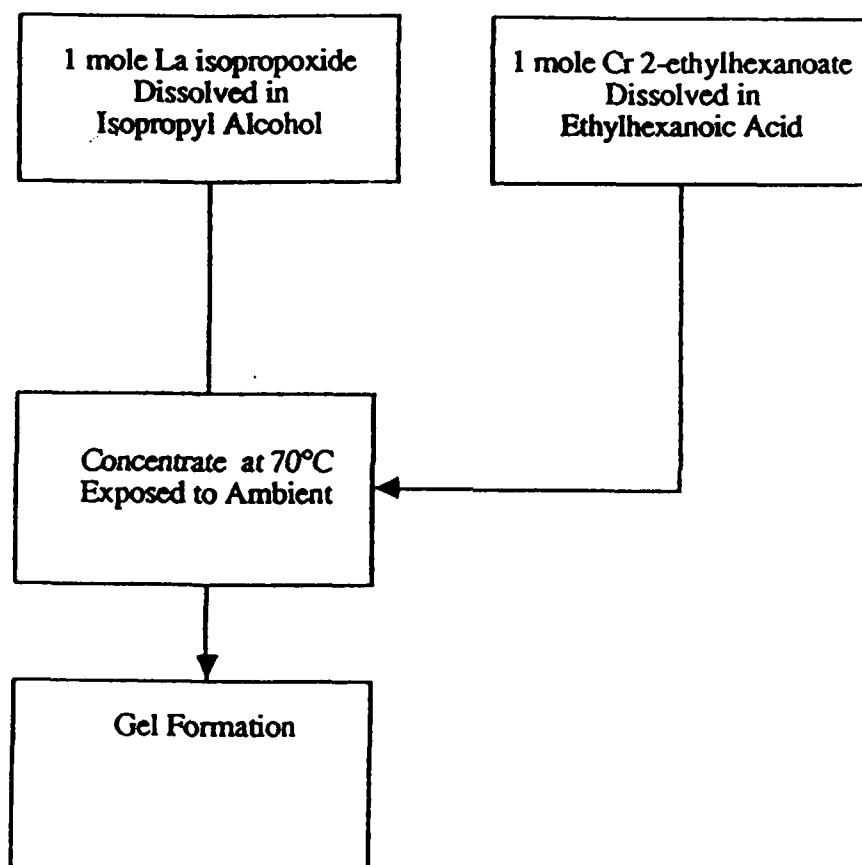 1 mole La isopropoxide
Dissolved in
Isopropyl Alcohol
1 mole Cr 2-ethylhexanoate
Dissolved in
Ethylhexanoic Acid
Concentrate at 70°C
Exposed to Ambient
Gel Formation